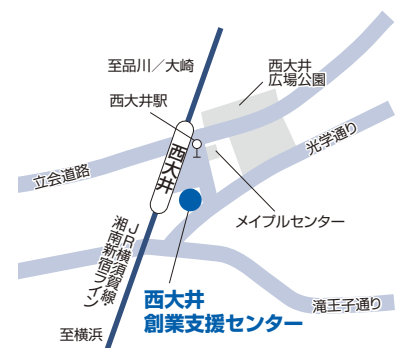 至品川／大崎
西大井
広場公園
西大井駅
光学通り
立会道路
西大井
メイプルセンター
JR横須賀線・
湘南新宿ライン
西大井
創業支援センター
滝王子通り
至横浜